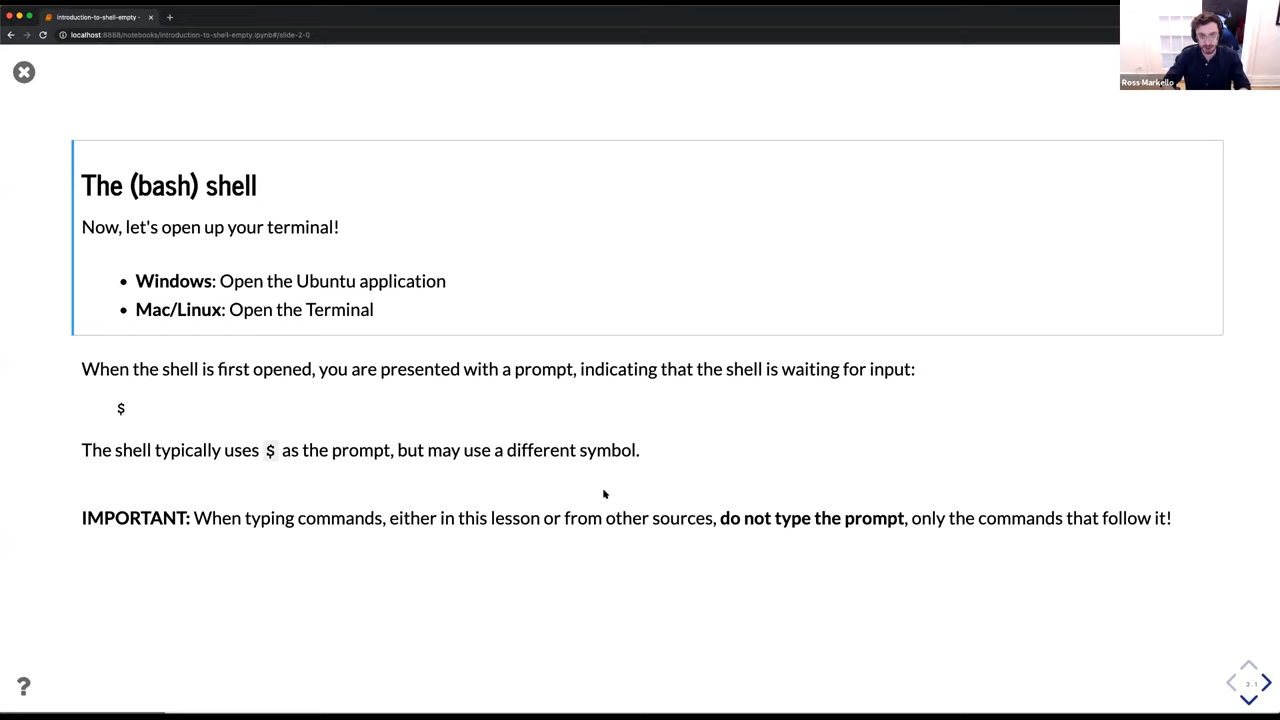 introduction-to-shell-empty -
localhost:8888/notebooks/introduction-to-shell-empty.ipynb#/slide-2-0
Ross Markello
The (bash) shell
Now, let's open up your terminal!
• Windows: Open the Ubuntu application
• Mac/Linux: Open the Terminal
When the shell is first opened, you are presented with a prompt, indicating that the shell is waiting for input:
$
The shell typically uses $ as the prompt, but may use a different symbol.
IMPORTANT: When typing commands, either in this lesson or from other sources, do not type the prompt, only the commands that follow it!
?
3.1